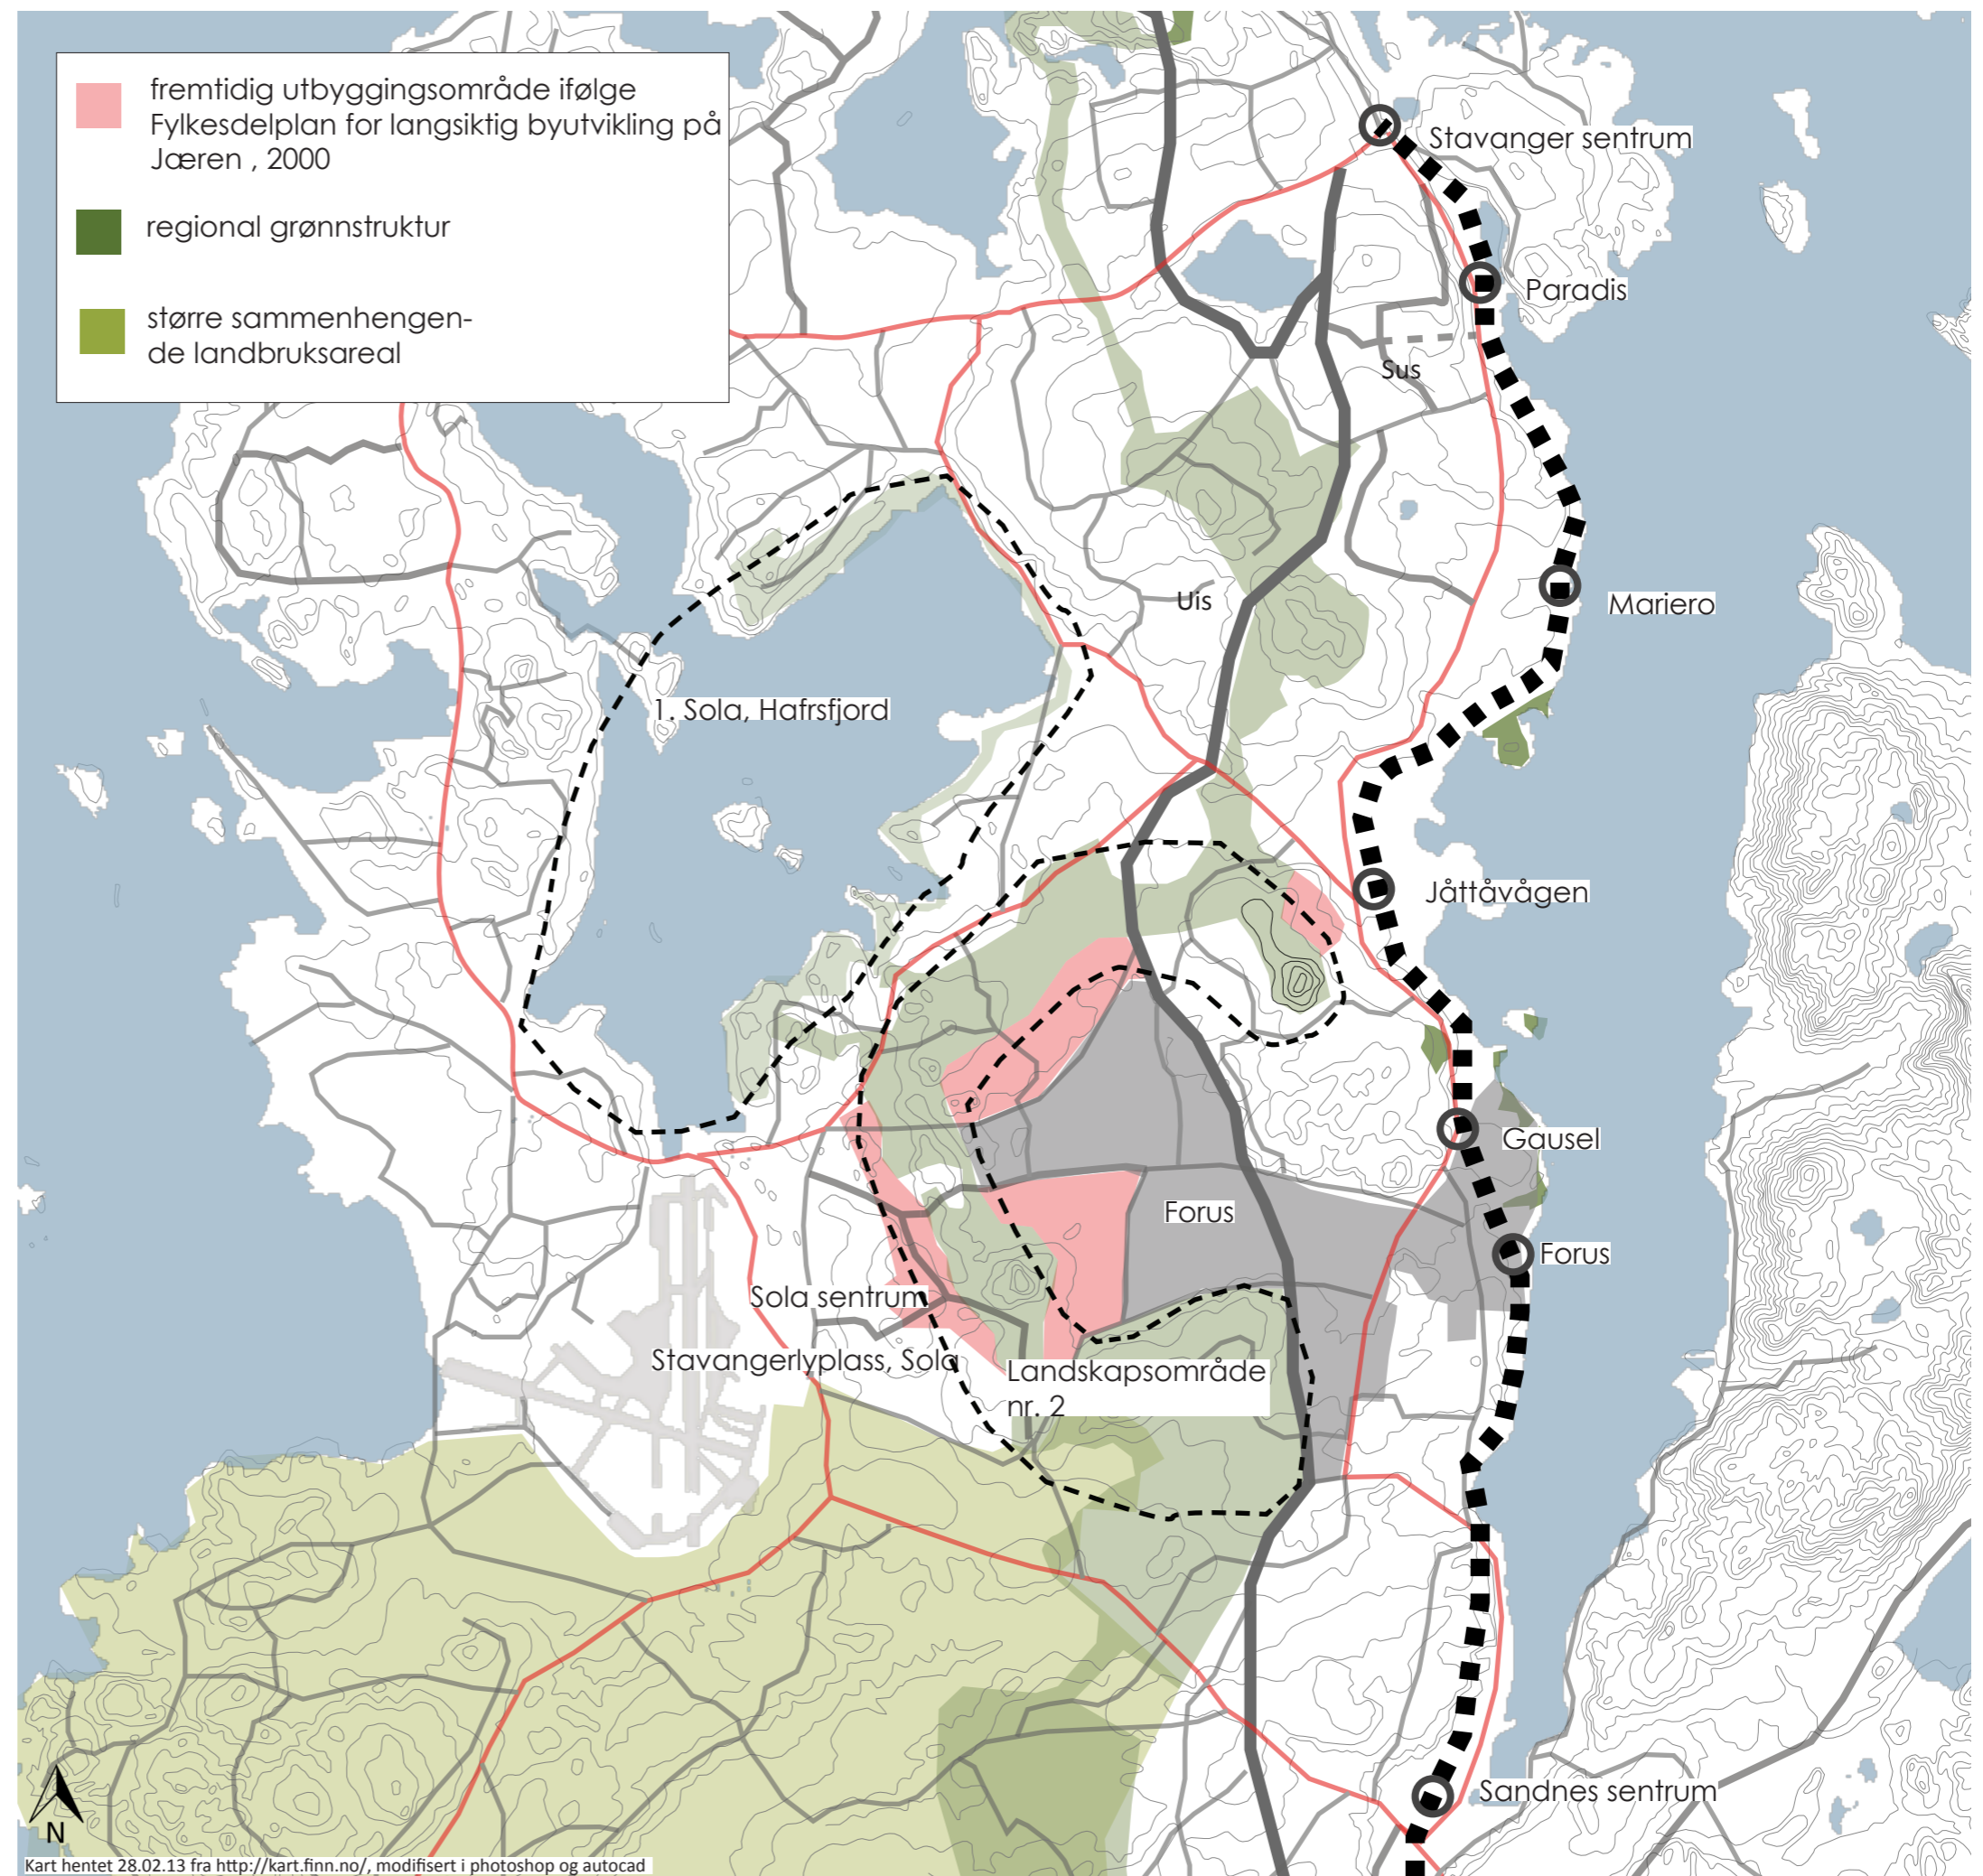 fremtidig utbyggingsområde ifølge
Fylkesdelplan for langsiktig byutvikling på
Jæren , 2000
regional grønnstruktur
større sammenhengen-
de landbruksareal
Stavanger sentrum
Paradis
Sus
Uis
Mariero
1. Sola, Hafrsfjord
Jåttåvågen
Gausel
Forus
Forus
Sola sentrum
Stavangerlyplass, Sola
Landskapsområde
nr. 2
Sandnes sentrum
N
Kart hentet 28.02.13 fra http://kart.finn.no/, modifisert i photoshop og autocad